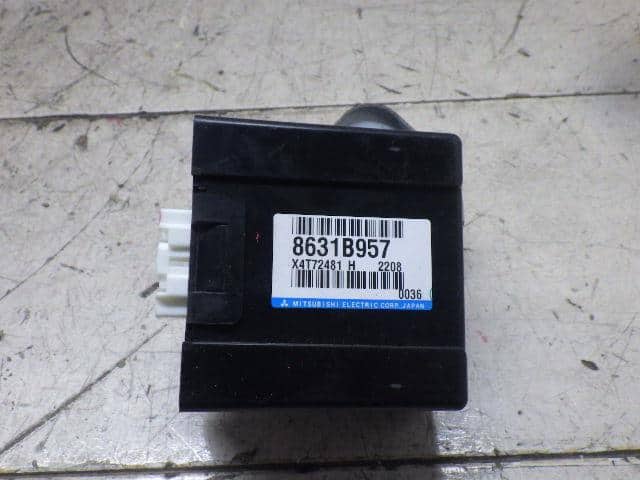 8631B957
X4T72481 H 2208
0036
MITSUBISHI ELECTRIC CORP. JAPAN